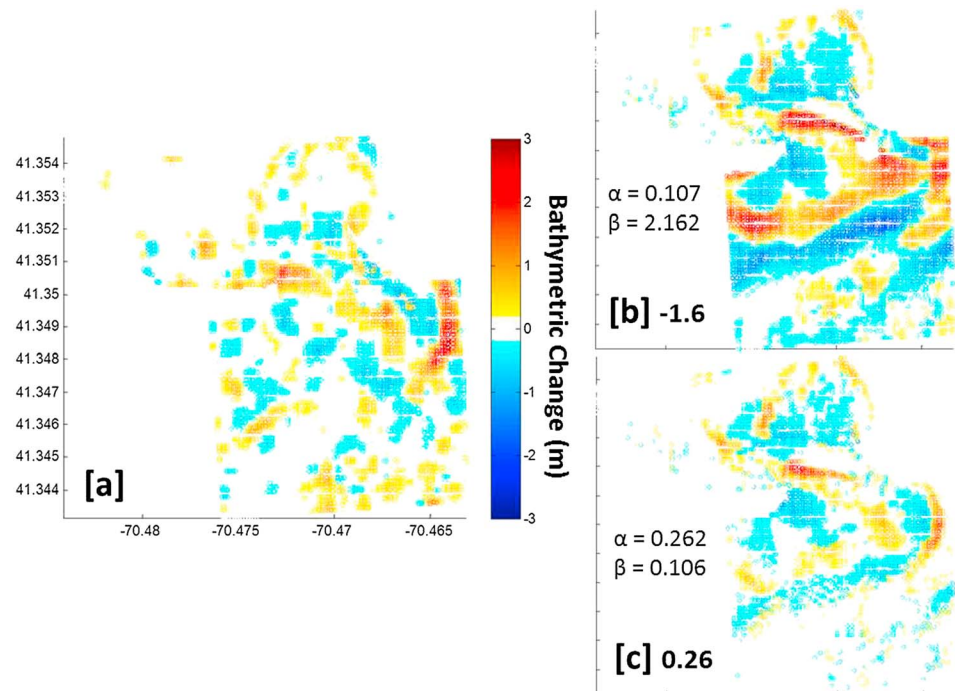 41.354
41.353
41.352
41.351
41.35
41.349
41.348
41.347
41.346
41.345
41.344
-70.48
-70.475
-70.47
-70.465
[a]
3
2
1
0
-1
-2
-3
Bathymetric Change (m)
α = 0.107
β = 2.162
[b] -1.6
α = 0.262
β = 0.106
[c] 0.26